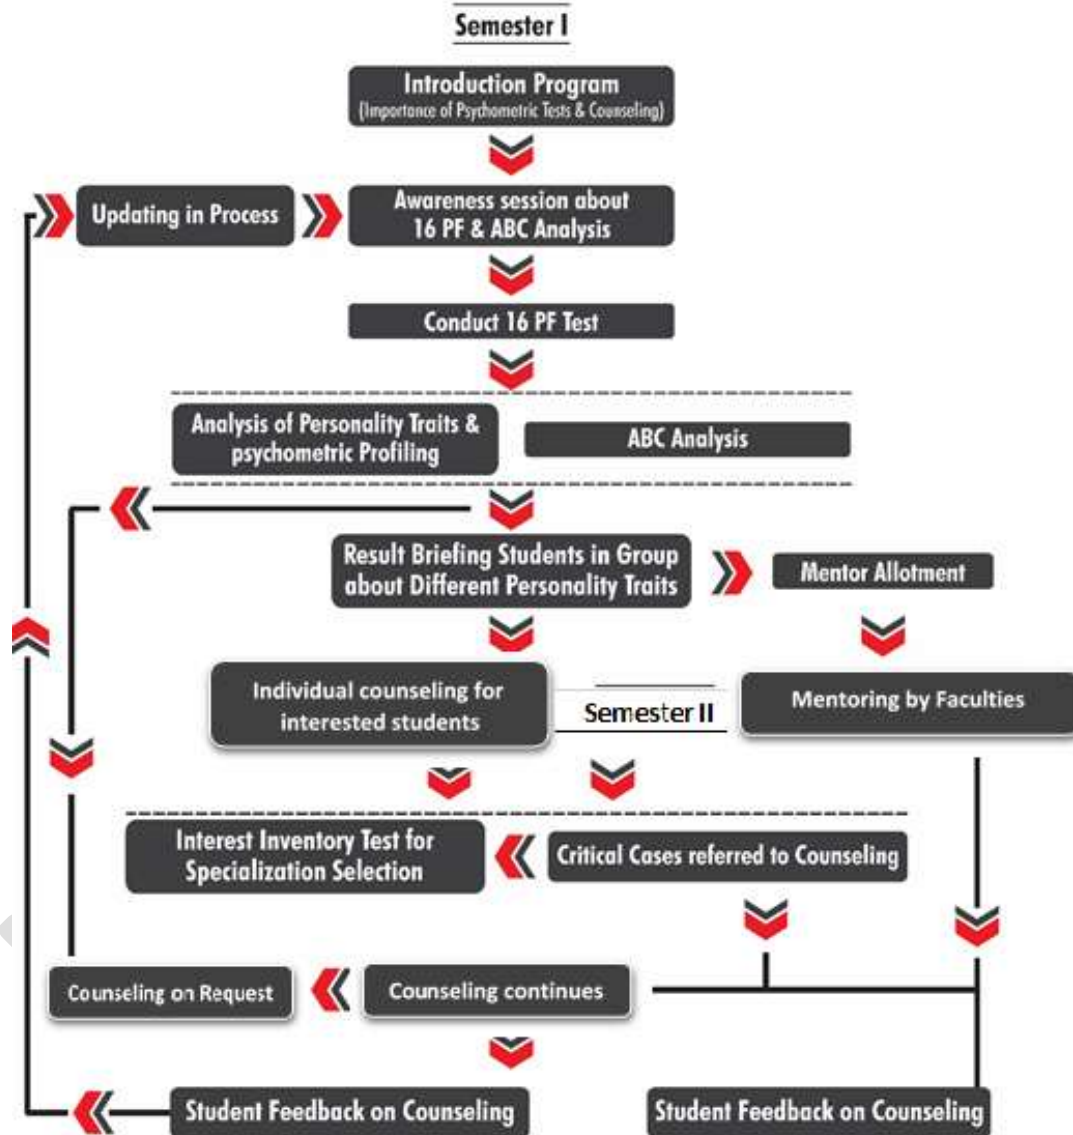 Semester I
Introduction Program
(Importance of Psychometric Tests & Counseling)
Updating in Process
Awareness session about
16 PF & ABC Analysis
Conduct 16 PF Test
Analysis of Personality Traits &
psychometric Profiling
ABC Analysis
Result Briefing Students in Group
about Different Personality Traits
Mentor Allotment
Individual counseling for
interested students
Semester II
Mentoring by Faculties
Interest Inventory Test for
Specialization Selection
Critical Cases referred to Counseling
Counseling on Request
Counseling continues
Student Feedback on Counseling
Student Feedback on Counseling